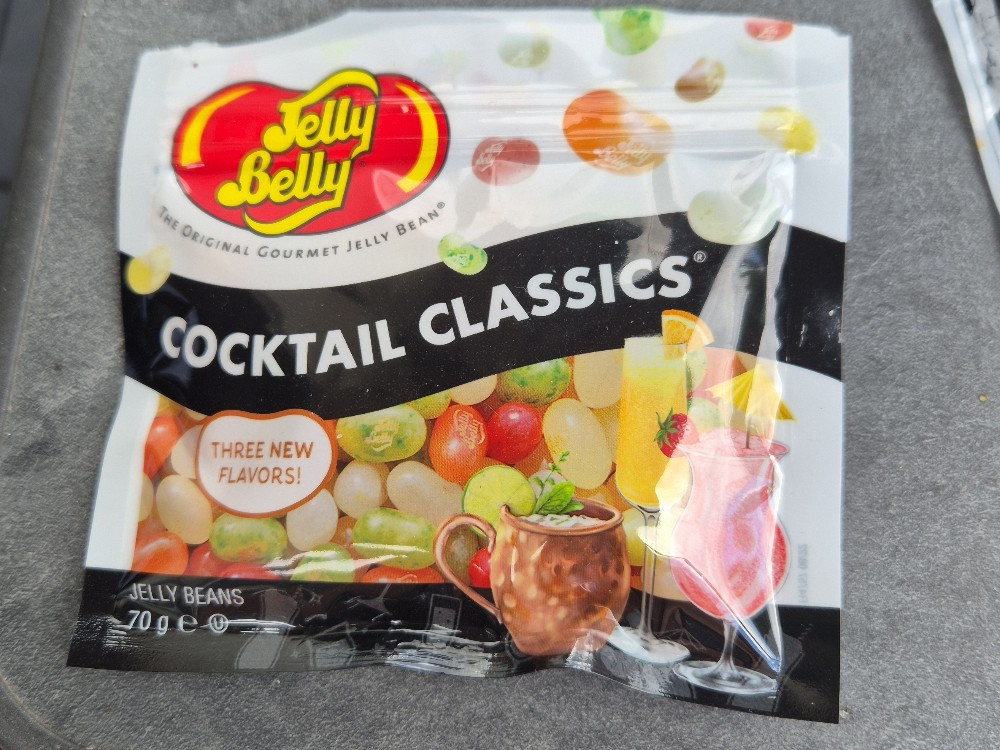 Jelly
Belly
THE ORIGINAL GOURMET JELLY BEAN®
COCKTAIL CLASSICS®
THREE NEW
FLAVORS!
JELLY BEANS
70 g ℮ Ⓤ